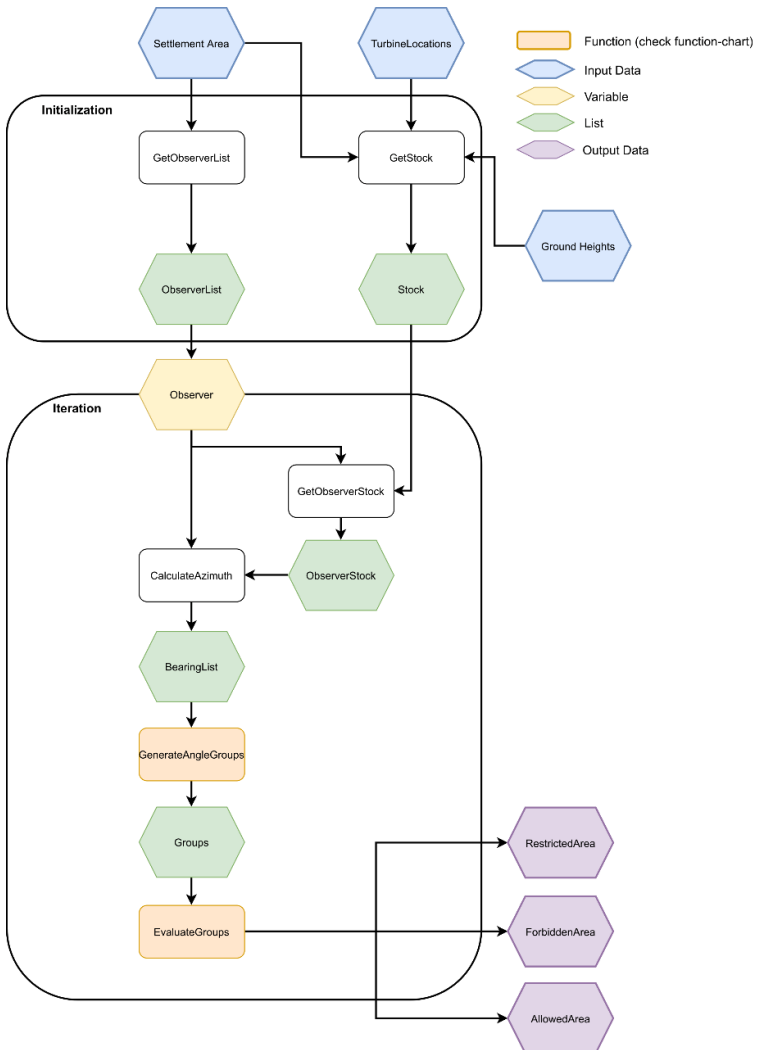 Settlement Area
TurbineLocations
Function (check function-chart)
Input Data
Variable
List
Output Data
Initialization
GetObserverList
GetStock
Ground Heights
ObserverList
Stock
Observer
Iteration
GetObserverStock
CalculateAzimuth
ObserverStock
BearingList
GenerateAngleGroups
Groups
RestrictedArea
EvaluateGroups
ForbiddenArea
AllowedArea